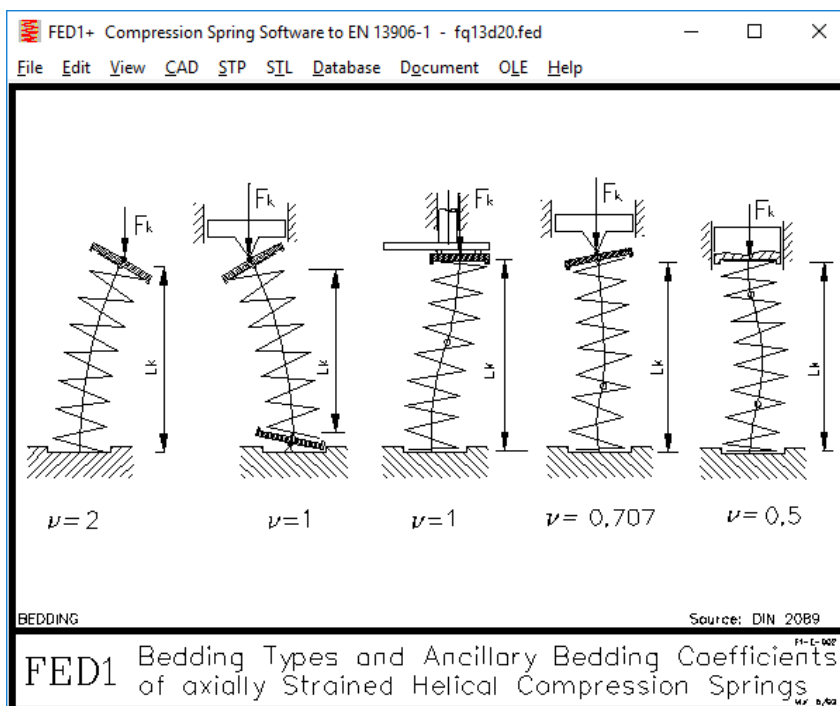 FED1+ Compression Spring Software to EN 13906-1 - fq13d20.fed
File Edit View CAD STP STL Database Document OLE Help
Fk Fk Fk Fk Fk
Lk Lk Lk Lk Lk
ν=2 ν=1 ν=1 ν= 0,707 ν= 0,5
BEDDING Source: DIN 2089
FED1 Bedding Types and Ancillary Bedding Coefficients
of axially Strained Helical Compression Springs